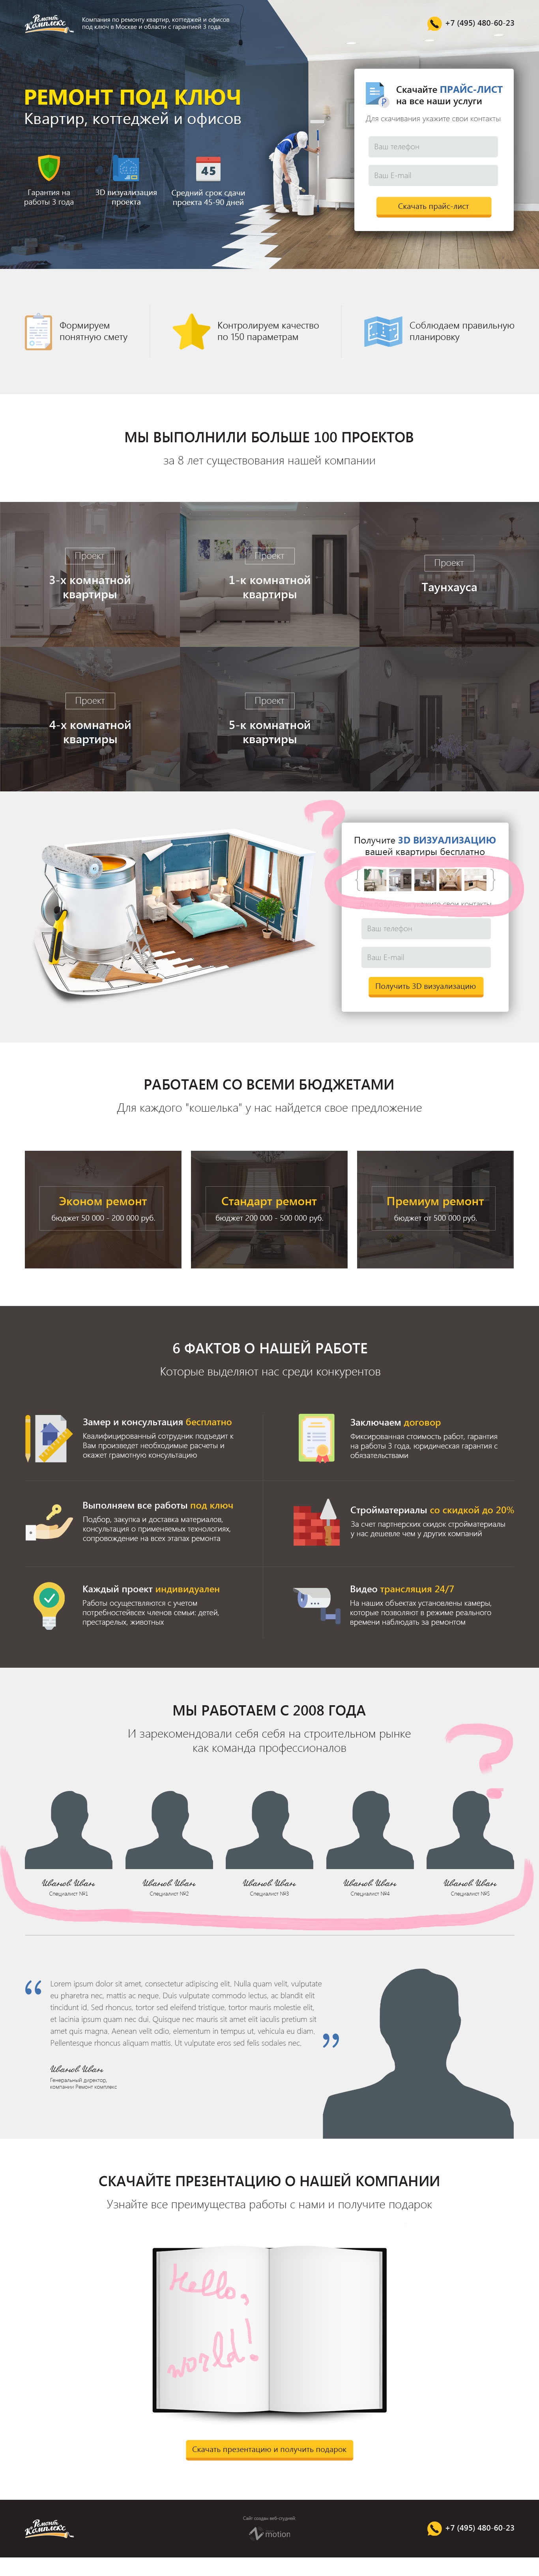 Ремонт Комплекс
Компания по ремонту квартир, коттеджей и офисов
под ключ в Москве и области с гарантией 3 года
+7 (495) 480-60-23
РЕМОНТ ПОД КЛЮЧ
Квартир, коттеджей и офисов
Гарантия на
работы 3 года
3D визуализация
проекта
45
Средний срок сдачи
проекта 45-90 дней
Скачайте ПРАЙС-ЛИСТ
на все наши услуги
Для скачивания укажите свои контакты
Ваш телефон
Ваш E-mail
Скачать прайс-лист
Формируем
понятную смету
Контролируем качество
по 150 параметрам
Соблюдаем правильную
планировку
МЫ ВЫПОЛНИЛИ БОЛЬШЕ 100 ПРОЕКТОВ
за 8 лет существования нашей компании
Проект
3-х комнатной
квартиры
Проект
1-к комнатной
квартиры
Проект
Таунхауса
Проект
4-х комнатной
квартиры
Проект
5-к комнатной
квартиры
?
Получите 3D ВИЗУАЛИЗАЦИЮ
вашей квартиры бесплатно
свои контакты
Ваш телефон
Ваш E-mail
Получить 3D визуализацию
РАБОТАЕМ СО ВСЕМИ БЮДЖЕТАМИ
Для каждого "кошелька" у нас найдется свое предложение
Эконом ремонт
бюджет 50 000 - 200 000 руб.
Стандарт ремонт
бюджет 200 000 - 500 000 руб.
Премиум ремонт
бюджет от 500 000 руб.
6 ФАКТОВ О НАШЕЙ РАБОТЕ
Которые выделяют нас среди конкурентов
Замер и консультация бесплатно
Квалифицированный сотрудник подъедит к
Вам произведет необходимые расчеты и
окажет грамотную консультацию
Заключаем договор
Фиксированная стоимость работ, гарантия
на работы 3 года, юридическая гарантия с
обязательствами
Выполняем все работы под ключ
Подбор, закупка и доставка материалов,
консультация о применяемых технологиях,
сопровождение на всех этапах ремонта
Стройматериалы со скидкой до 20%
За счет партнерских скидок стройматериалы
у нас дешевле чем у других компаний
Каждый проект индивидуален
Работы осуществляются с учетом
потребностейсех членов семьи: детей,
престарелых, животных
Видео трансляция 24/7
На наших объектах установлены камеры,
которые позволяют в режиме реального
времени наблюдать за ремонтом
МЫ РАБОТАЕМ С 2008 ГОДА
И зарекомендовали себя себя на строительном рынке
как команда профессионалов
?
Иванов Иван
Специалист №1
Иванов Иван
Специалист №2
Иванов Иван
Специалист №3
Иванов Иван
Специалист №4
Иванов Иван
Специалист №5
“ Lorem ipsum dolor sit amet, consectetur adipiscing elit. Nulla quam velit, vulputate
eu pharetra nec, mattis ac neque. Duis vulputate commodo lectus, ac blandit elit
tincidunt id. Sed rhoncus, tortor sed eleifend tristique, tortor mauris molestie elit,
et lacinia ipsum quam nec dui. Quisque nec mauris sit amet elit iaculis pretium sit
amet quis magna. Aenean velit odio, elementum in tempus ut, vehicula eu diam.
Pellentesque rhoncus aliquam mattis. Ut vulputate eros sed felis sodales nec. ”
Иванов Иван
Генеральный директор,
компании Ремонт комплекс
СКАЧАЙТЕ ПРЕЗЕНТАЦИЮ О НАШЕЙ КОМПАНИИ
Узнайте все преимущества работы с нами и получите подарок
Hello,
world!
Скачать презентацию и получить подарок
Ремонт Комплекс
Сайт создан веб-студией
motion
+7 (495) 480-60-23